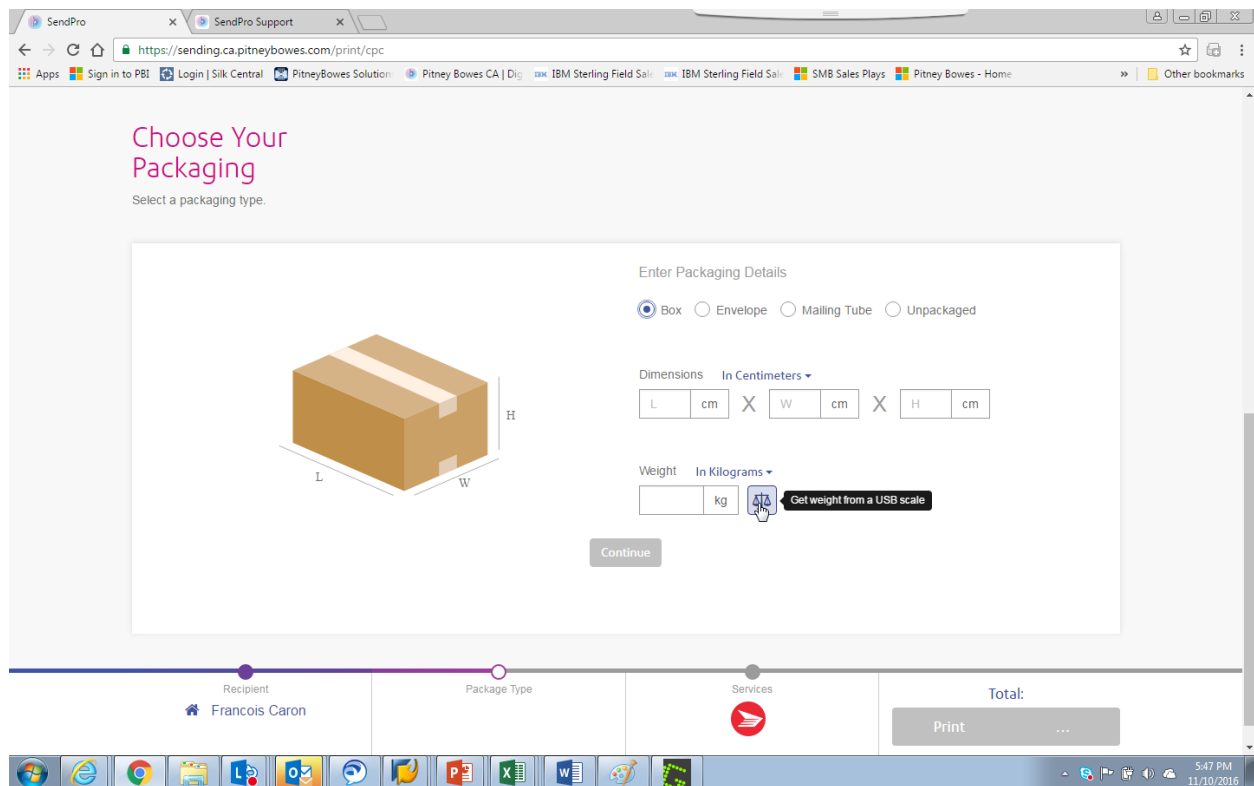 SendPro
SendPro Support
https://sending.ca.pitneybowes.com/print/cpc
Apps Sign in to PBI Login | Silk Central PitneyBowes Solution Pitney Bowes CA | Dig IBM Sterling Field Sale IBM Sterling Field Sale SMB Sales Plays Pitney Bowes - Home » Other bookmarks
Choose Your
Packaging
Select a packaging type.
Enter Packaging Details
Box Envelope Mailing Tube Unpackaged
Dimensions In Centimeters
L cm X W cm X H cm
H
L
W
Weight In Kilograms
kg Get weight from a USB scale
Continue
Recipient
Francois Caron
Package Type
Services
Total:
Print ...
5:47 PM
11/10/2016